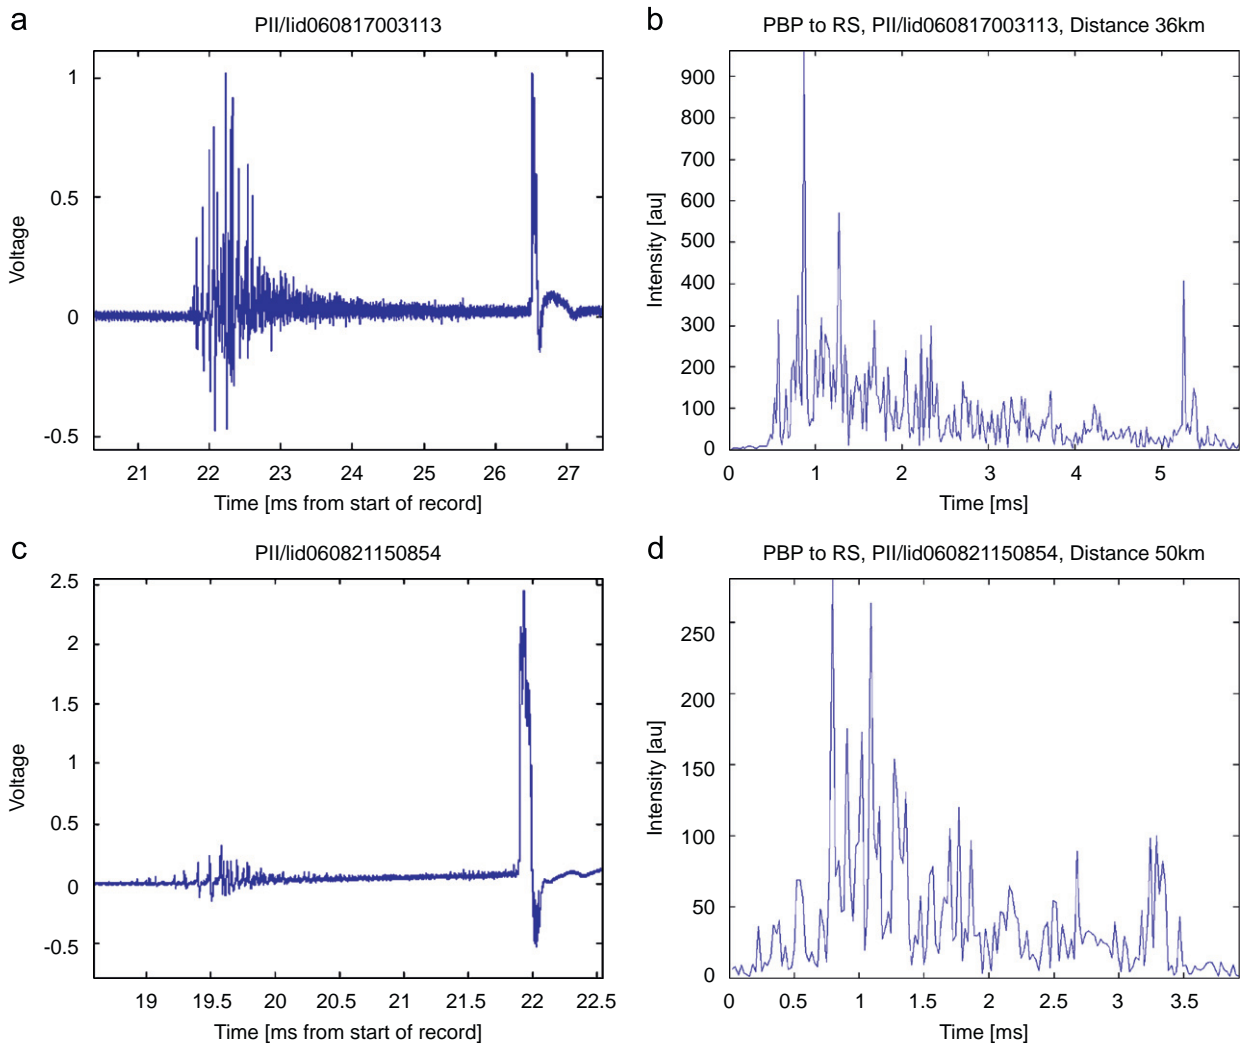 a
PII/lid060817003113
1
0.5
0
-0.5
Voltage
21 22 23 24 25 26 27
Time [ms from start of record]
b
PBP to RS, PII/lid060817003113, Distance 36km
900
800
700
600
500
400
300
200
100
0
Intensity [au]
0 1 2 3 4 5
Time [ms]
c
PII/lid060821150854
2.5
2
1.5
1
0.5
0
-0.5
Voltage
19 19.5 20 20.5 21 21.5 22 22.5
Time [ms from start of record]
d
PBP to RS, PII/lid060821150854, Distance 50km
250
200
150
100
50
0
Intensity [au]
0 0.5 1 1.5 2 2.5 3 3.5
Time [ms]